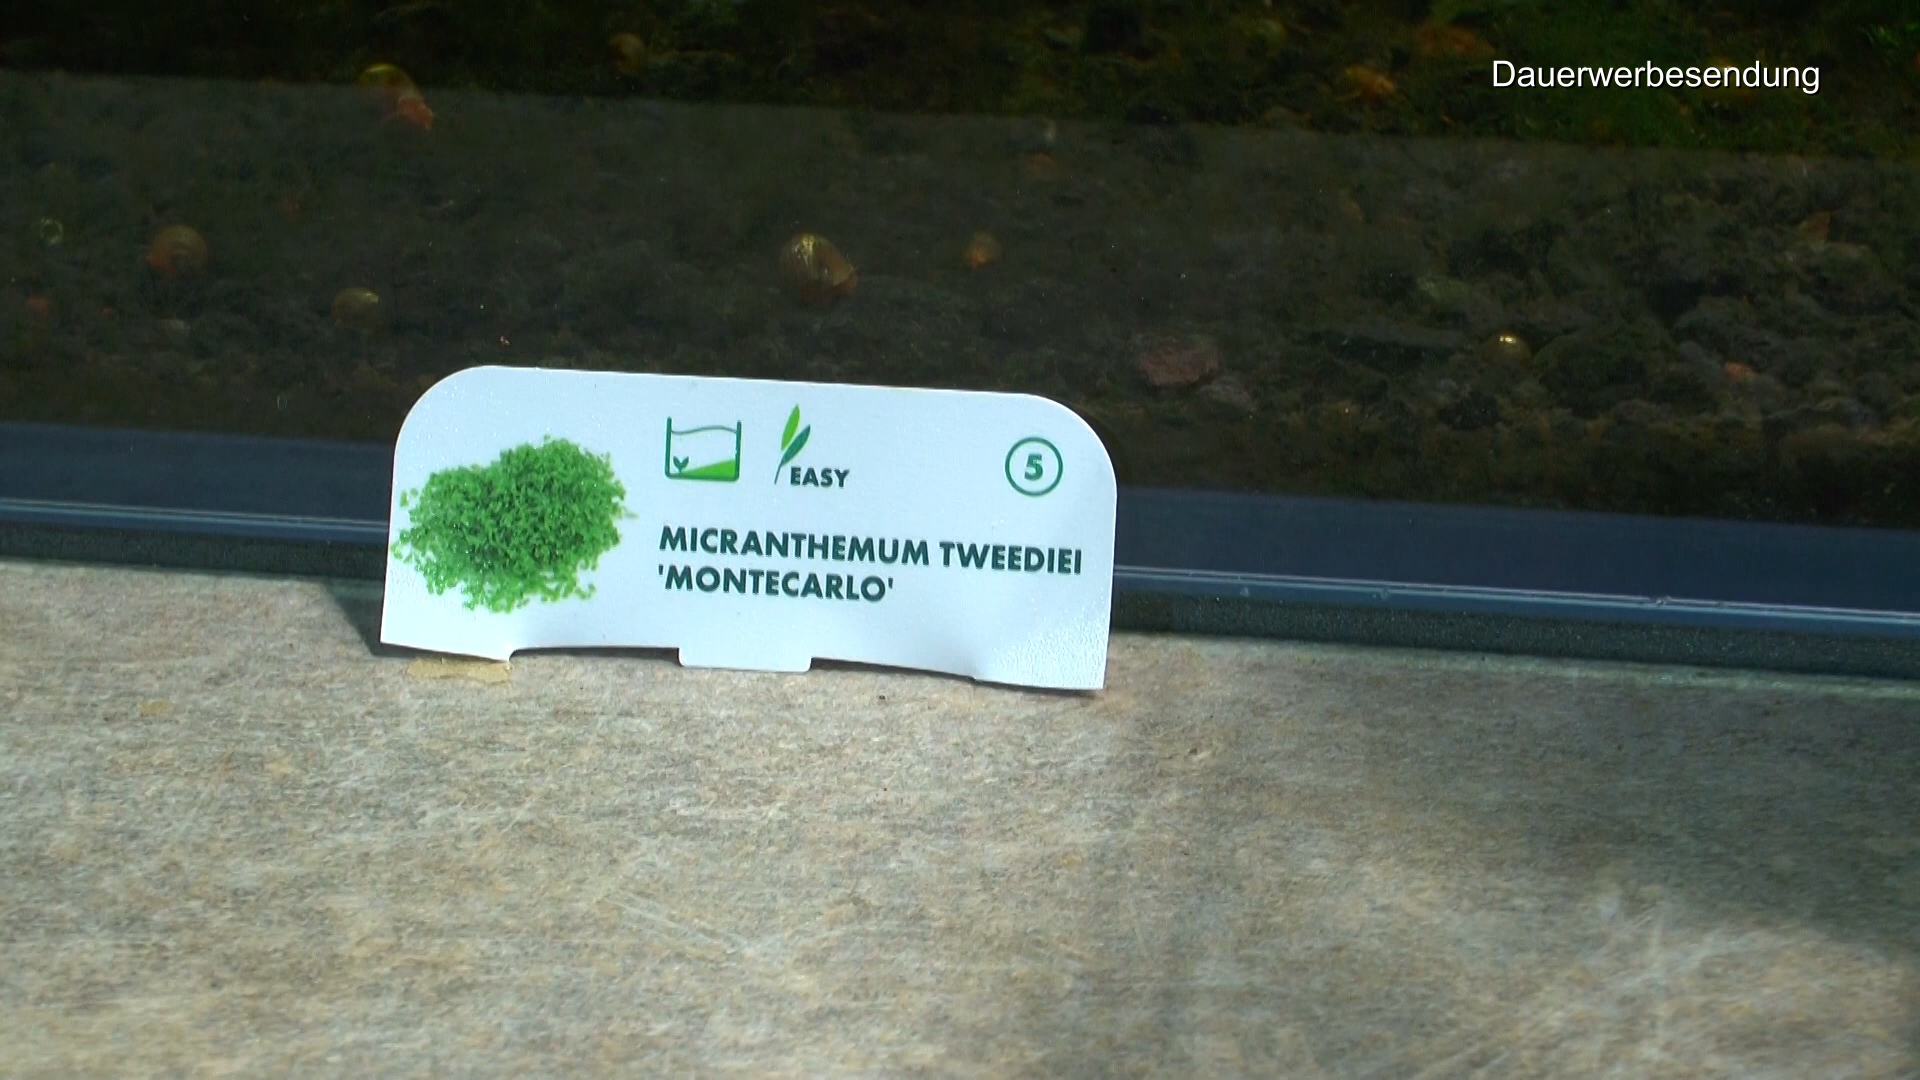 Dauerwerbesendung
EASY
5
MICRANTHEMUM TWEEDIEI
'MONTECARLO'